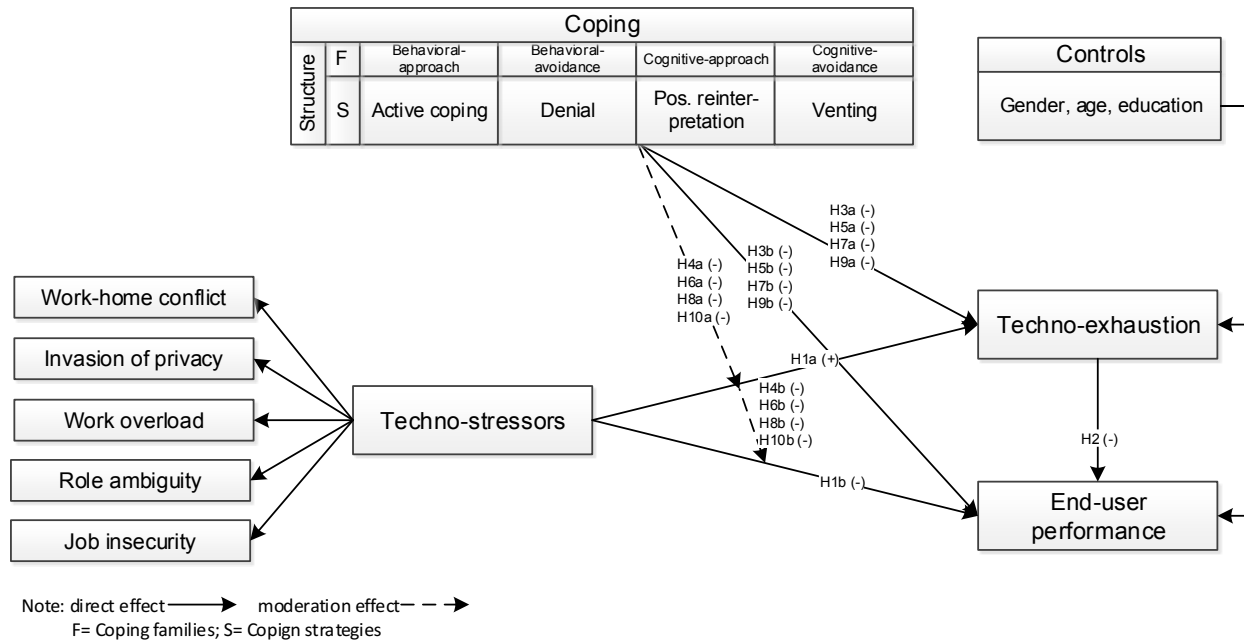 Coping
Structure
F
Behavioral-
approach
Behavioral-
avoidance
Cognitive-approach
Cognitive-
avoidance
S
Active coping
Denial
Pos. reinter-
pretation
Venting
Controls
Gender, age, education
H3a (-)
H5a (-)
H7a (-)
H9a (-)
H3b (-)
H5b (-)
H7b (-)
H9b (-)
H4a (-)
H6a (-)
H8a (-)
H10a (-)
Work-home conflict
Invasion of privacy
Work overload
Role ambiguity
Job insecurity
Techno-stressors
H1a (+)
H4b (-)
H6b (-)
H8b (-)
H10b (-)
H1b (-)
Techno-exhaustion
H2 (-)
End-user
performance
Note: direct effect moderation effect
F= Coping families; S= Copign strategies